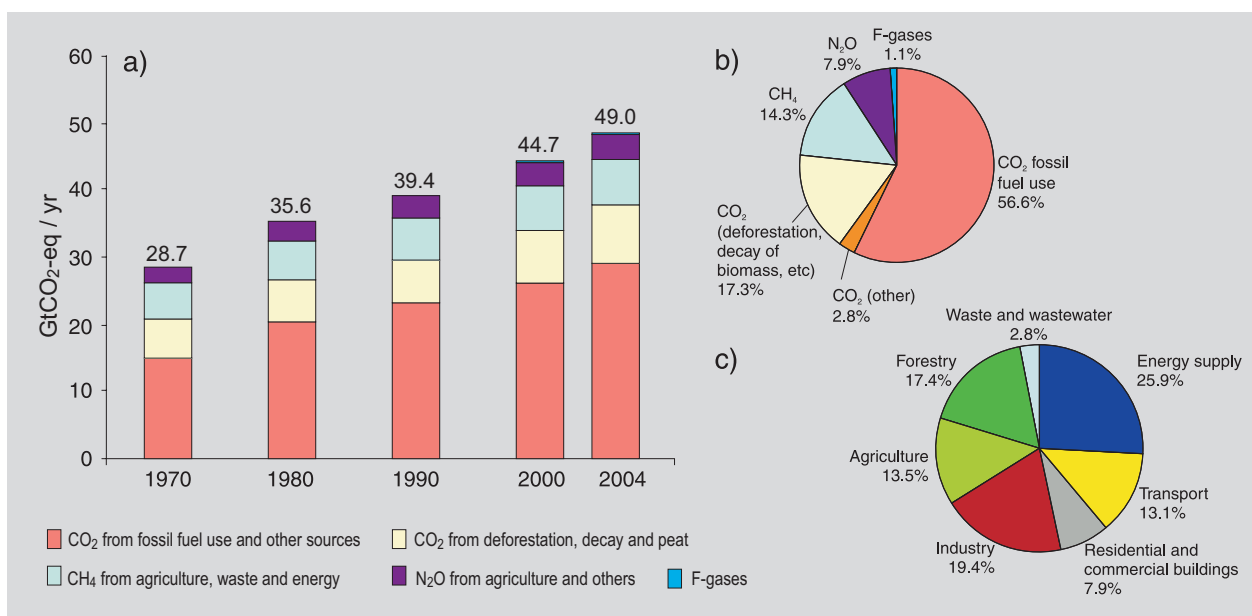 a)
GtCO₂-eq / yr
60
50
40
30
20
10
0
28.7
35.6
39.4
44.7
49.0
1970
1980
1990
2000
2004
CO₂ from fossil fuel use and other sources
CO₂ from deforestation, decay and peat
CH₄ from agriculture, waste and energy
N₂O from agriculture and others
F-gases
b)
F-gases
1.1%
N₂O
7.9%
CH₄
14.3%
CO₂ fossil
fuel use
56.6%
CO₂
(deforestation,
decay of
biomass, etc)
17.3%
CO₂ (other)
2.8%
c)
Waste and wastewater
2.8%
Forestry
17.4%
Energy supply
25.9%
Agriculture
13.5%
Transport
13.1%
Industry
19.4%
Residential and
commercial buildings
7.9%